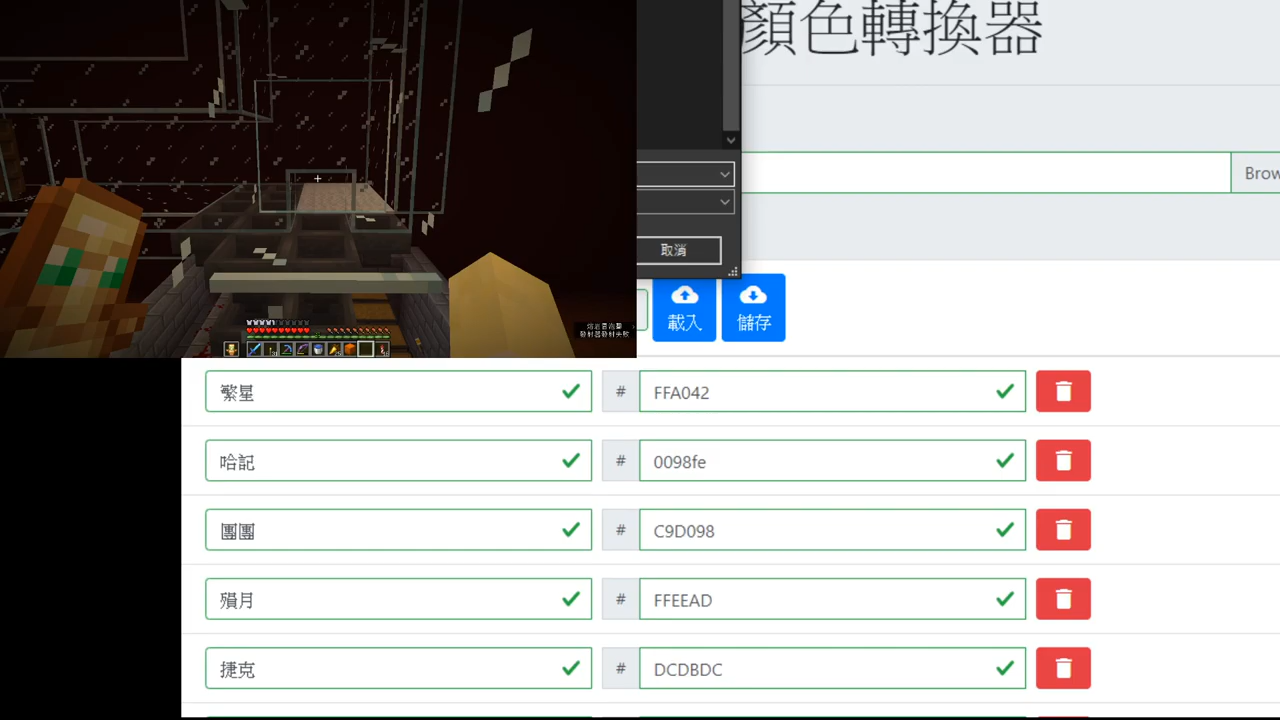 顏色轉換器
Brow
取消
載入
儲存
繁星
#
FFA042
哈記
#
0098fe
團團
#
C9D098
殞月
#
FFEEAD
捷克
#
DCDBDC